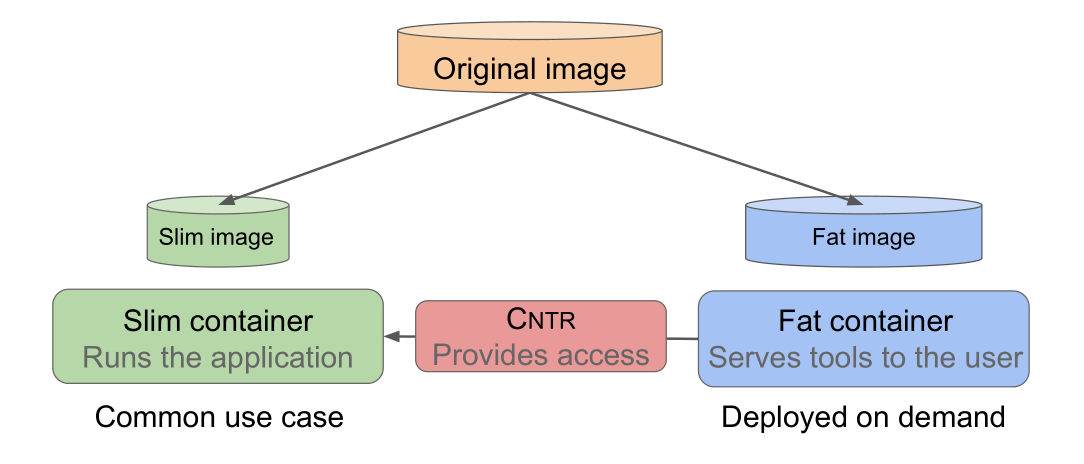 Original image
Slim image
Fat image
Slim container
Runs the application
CNTR
Provides access
Fat container
Serves tools to the user
Common use case
Deployed on demand